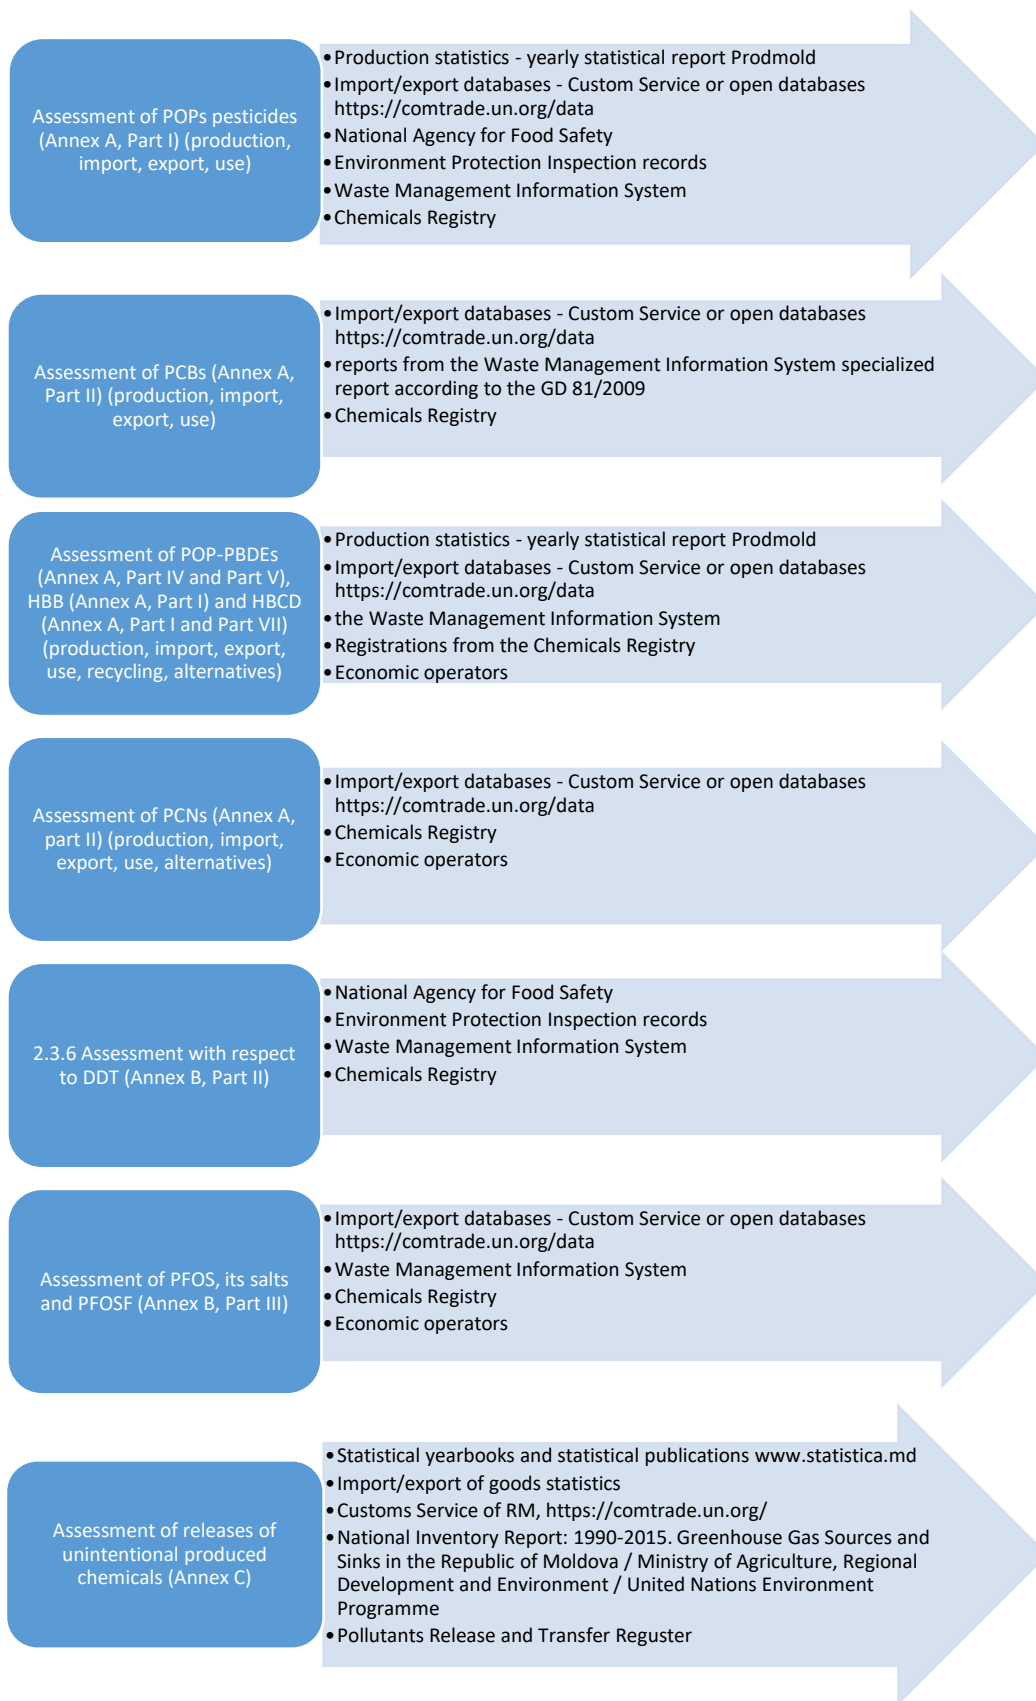 Assessment of POPs pesticides
(Annex A, Part I) (production,
import, export, use)
•Production statistics - yearly statistical report Prodmold
•Import/export databases - Custom Service or open databases
https://comtrade.un.org/data
•National Agency for Food Safety
•Environment Protection Inspection records
•Waste Management Information System
•Chemicals Registry
Assessment of PCBs (Annex A,
Part II) (production, import,
export, use)
•Import/export databases - Custom Service or open databases
https://comtrade.un.org/data
•reports from the Waste Management Information System specialized
report according to the GD 81/2009
•Chemicals Registry
Assessment of POP-PBDEs
(Annex A, Part IV and Part V),
HBB (Annex A, Part I) and HBCD
(Annex A, Part I and Part VII)
(production, import, export,
use, recycling, alternatives)
•Production statistics - yearly statistical report Prodmold
•Import/export databases - Custom Service or open databases
https://comtrade.un.org/data
•the Waste Management Information System
•Registrations from the Chemicals Registry
•Economic operators
Assessment of PCNs (Annex A,
part II) (production, import,
export, use, alternatives)
•Import/export databases - Custom Service or open databases
https://comtrade.un.org/data
•Chemicals Registry
•Economic operators
2.3.6 Assessment with respect
to DDT (Annex B, Part II)
•National Agency for Food Safety
•Environment Protection Inspection records
•Waste Management Information System
•Chemicals Registry
Assessment of PFOS, its salts
and PFOSF (Annex B, Part III)
•Import/export databases - Custom Service or open databases
https://comtrade.un.org/data
•Waste Management Information System
•Chemicals Registry
•Economic operators
Assessment of releases of
unintentional produced
chemicals (Annex C)
•Statistical yearbooks and statistical publications www.statistica.md
•Import/export of goods statistics
•Customs Service of RM, https://comtrade.un.org/
•National Inventory Report: 1990-2015. Greenhouse Gas Sources and
Sinks in the Republic of Moldova / Ministry of Agriculture, Regional
Development and Environment / United Nations Environment
Programme
•Pollutants Release and Transfer Reguster